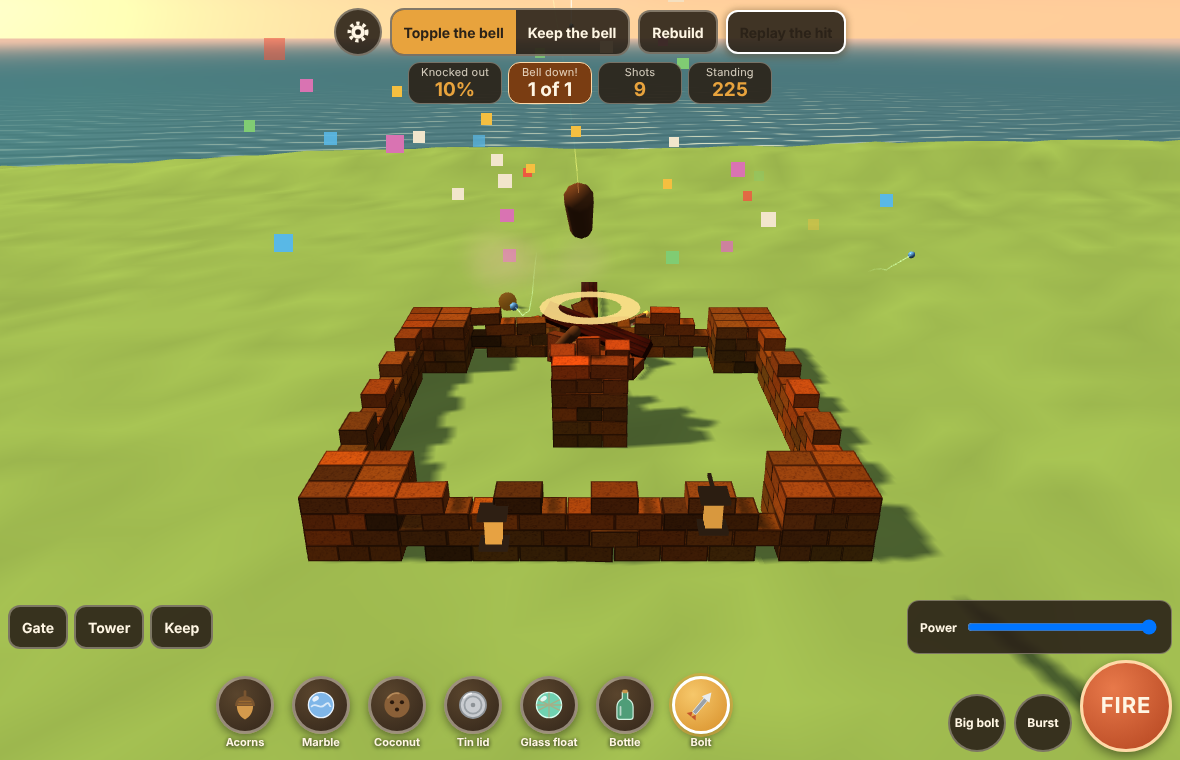 Topple the bell
Keep the bell
Rebuild
Replay the hit
Knocked out
10%
Bell down!
1 of 1
Shots
9
Standing
225
Gate
Tower
Keep
Power
Acorns
Marble
Coconut
Tin lid
Glass float
Bottle
Bolt
Big bolt
Burst
FIRE